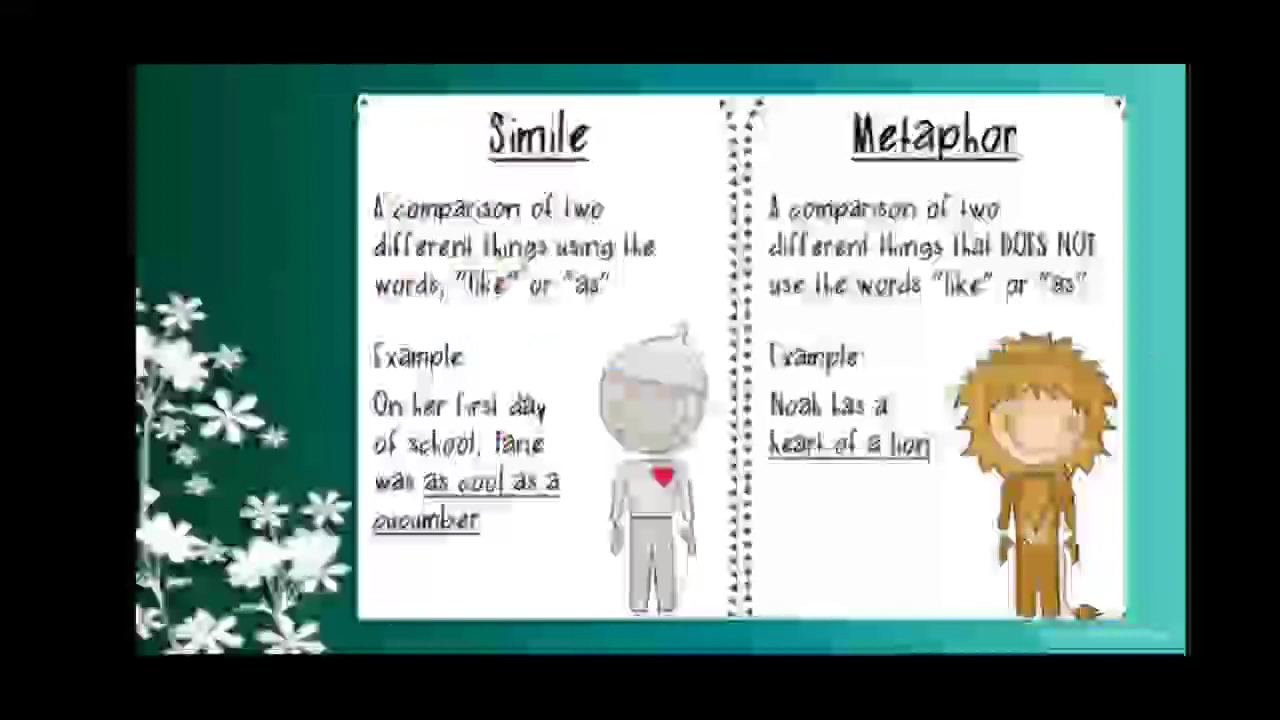 Simile
A comparison of two
different things using the
words, "like" or "as"
Example
On her first day
of school, Jane
was as cool as a
cucumber
Metaphor
A comparison of two
different things that DOES NOT
use the words "like" or "as"
Example:
Noah has a
heart of a lion